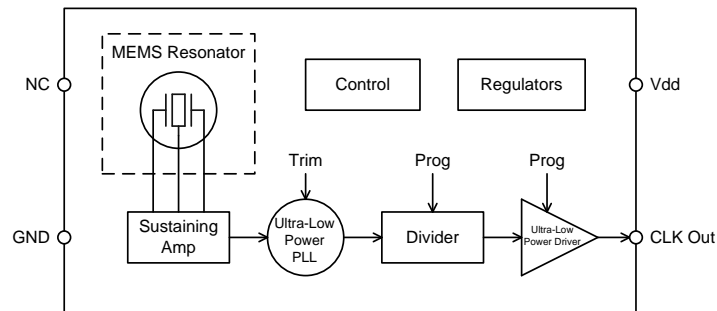 MEMS Resonator
NC
Control
Regulators
Vdd
Trim
Prog
Prog
GND
Sustaining
Amp
Ultra-Low
Power
PLL
Divider
Ultra-Low
Power Driver
CLK Out